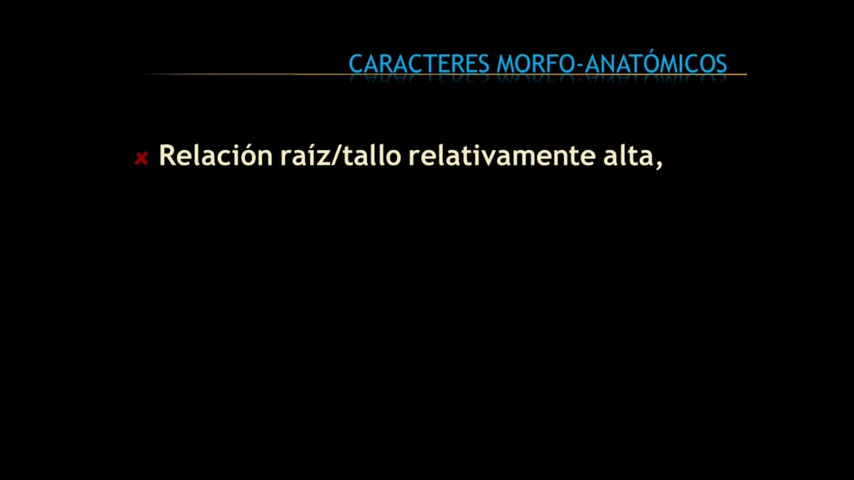 CARACTERES MORFO-ANATÓMICOS
Relación raíz/tallo relativamente alta,